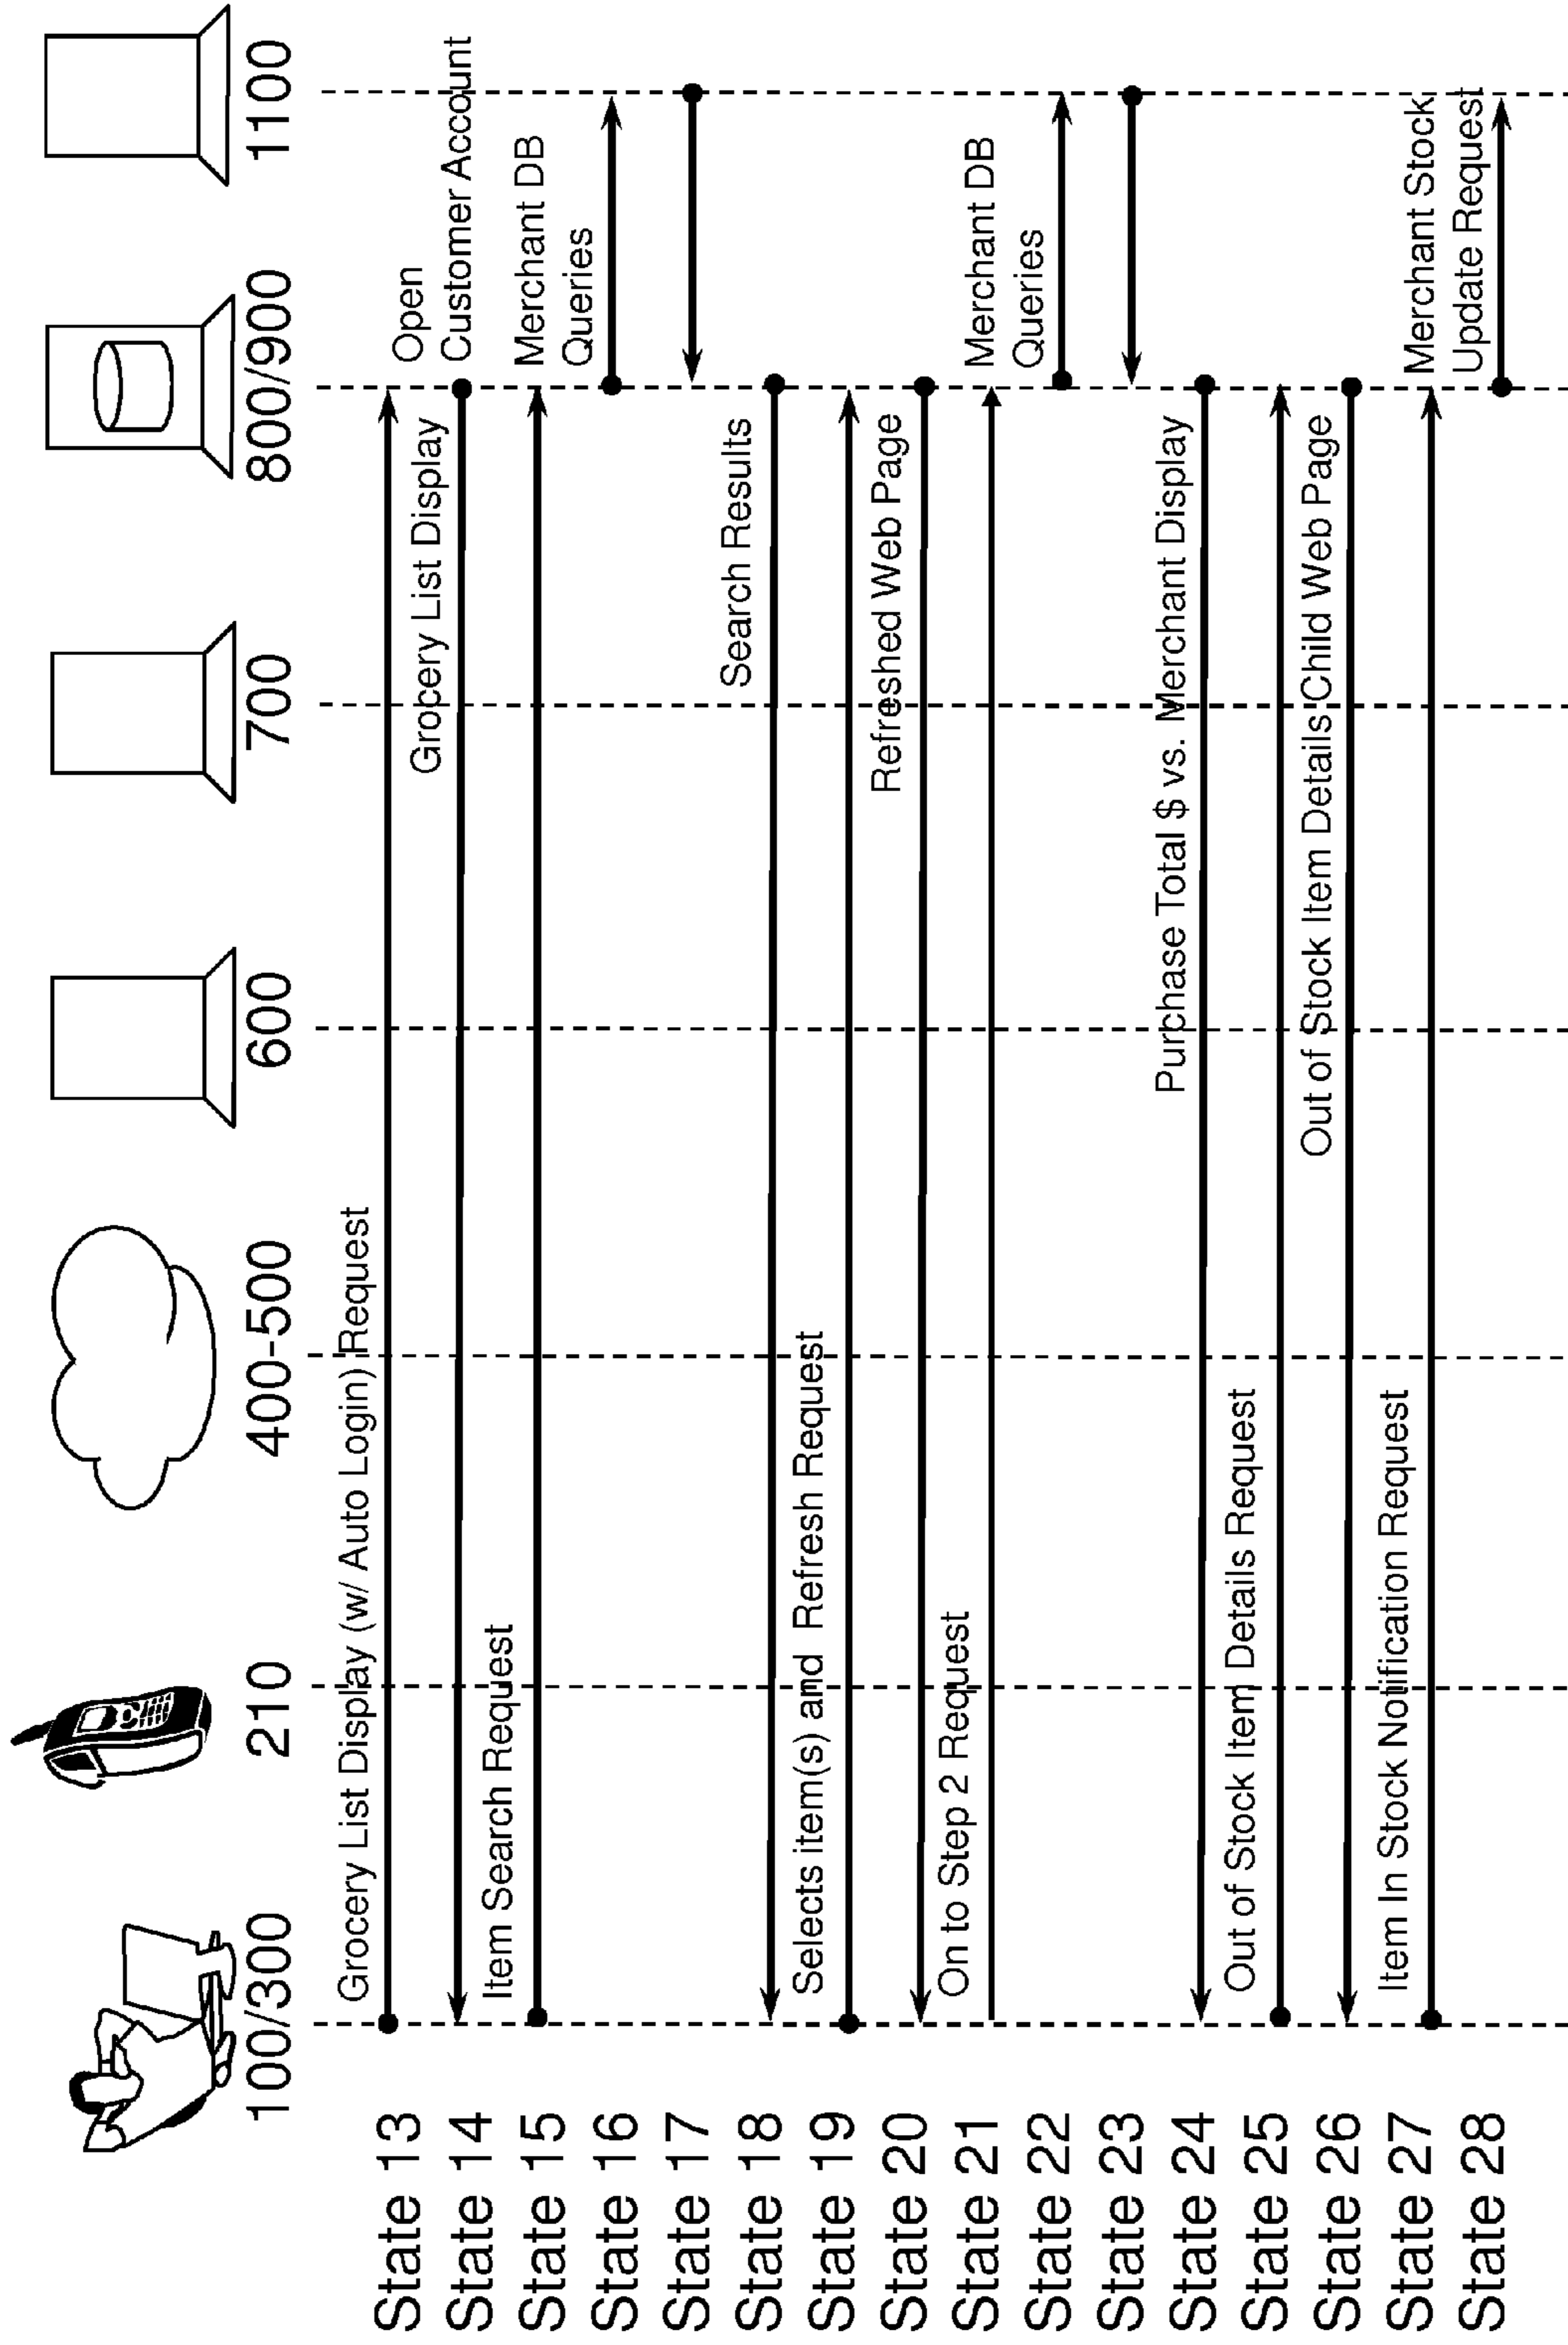 100/300
210
400-500
600
700
800/900
1100
State 13
Grocery List Display (w/ Auto Login) Request
Open
Customer Account
State 14
Grocery List Display
State 15
Item Search Request
Merchant DB
Queries
State 16
State 17
State 18
Search Results
State 19
Selects item(s) and Refresh Request
State 20
Refreshed Web Page
State 21
On to Step 2 Request
Merchant DB
Queries
State 22
State 23
State 24
Purchase Total $ vs. Merchant Display
State 25
Out of Stock Item Details Request
State 26
Out of Stock Item Details Child Web Page
State 27
Item In Stock Notification Request
Merchant Stock
Update Request
State 28